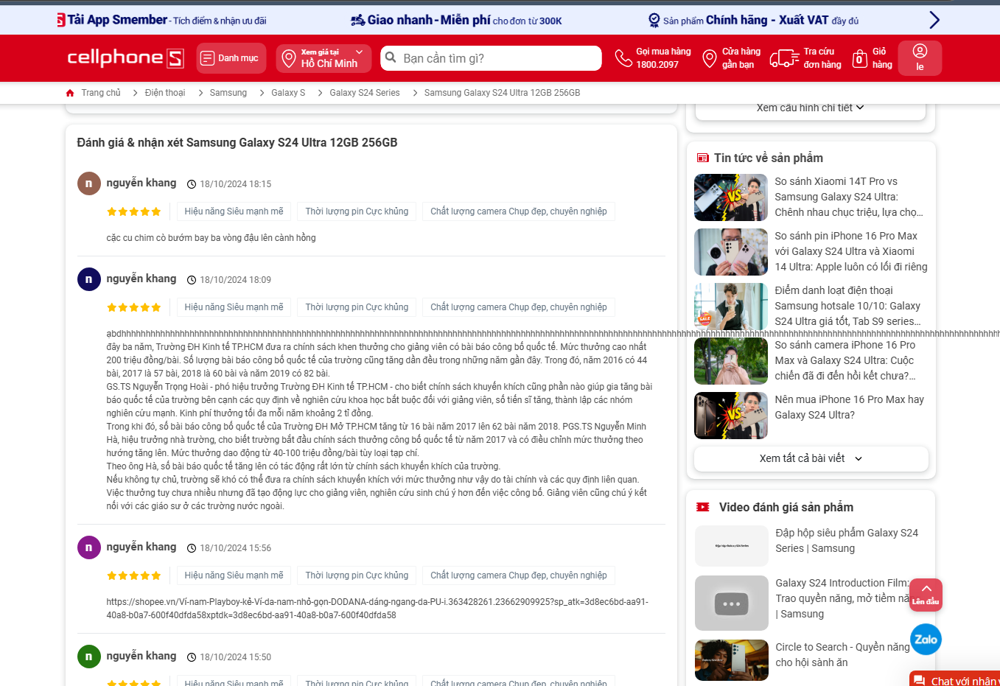 Tải App Smember - Tích điểm & nhận ưu đãi
Giao nhanh - Miễn phí cho đơn từ 300K
Sản phẩm Chính hãng - Xuất VAT đầy đủ
cellphoneS
Danh mục
Xem giá tại
Hồ Chí Minh
Bạn cần tìm gì?
Gọi mua hàng
1800.2097
Cửa hàng
gần bạn
Tra cứu
đơn hàng
0
Giỏ
hàng
le
Trang chủ > Điện thoại > Samsung > Galaxy S > Galaxy S24 Series > Samsung Galaxy S24 Ultra 12GB 256GB
Đánh giá & nhận xét Samsung Galaxy S24 Ultra 12GB 256GB
n nguyễn khang 18/10/2024 18:15
Hiệu năng Siêu mạnh mẽ Thời lượng pin Cực khủng Chất lượng camera Chụp đẹp, chuyên nghiệp
cặc cu chim cò bướm bay ba vòng đậu lên cành hồng
n nguyễn khang 18/10/2024 18:09
Hiệu năng Siêu mạnh mẽ Thời lượng pin Cực khủng Chất lượng camera Chụp đẹp, chuyên nghiệp
đây ba năm, Trường ĐH Kinh tế TP.HCM đưa ra chính sách khen thưởng cho giảng viên có bài báo công bố quốc tế. Mức thưởng cao nhất
200 triệu đồng/bài. Số lượng bài báo công bố quốc tế của trường cũng tăng dần đều trong những năm gần đây. Trong đó, năm 2016 có 44
bài, 2017 là 57 bài, 2018 là 60 bài và năm 2019 có 82 bài.
GS.TS Nguyễn Trọng Hoài - phó hiệu trưởng Trường ĐH Kinh tế TP.HCM - cho biết chính sách khuyến khích cũng phần nào giúp gia tăng bài
báo quốc tế của trường bên cạnh các quy định về nghiên cứu khoa học bắt buộc đối với giảng viên, số tiến sĩ tăng, thành lập các nhóm
nghiên cứu mạnh. Kinh phí thưởng tối đa mỗi năm khoảng 2 tỉ đồng.
Trong khi đó, số bài báo công bố quốc tế của Trường ĐH Mở TP.HCM tăng từ 16 bài năm 2017 lên 62 bài năm 2018. PGS.TS Nguyễn Minh
Hà, hiệu trưởng nhà trường, cho biết trường bắt đầu chính sách thưởng công bố quốc tế từ năm 2017 và có điều chỉnh mức thưởng theo
hướng tăng lên. Mức thưởng dao động từ 40-100 triệu đồng/bài tùy loại tạp chí.
Theo ông Hà, số bài báo quốc tế tăng lên có tác động rất lớn từ chính sách khuyến khích của trường.
Nếu không tự chủ, trường sẽ khó có thể đưa ra chính sách khuyến khích với mức thưởng như vậy do tài chính và các quy định liên quan.
Việc thưởng tuy chưa nhiều nhưng đã tạo động lực cho giảng viên, nghiên cứu sinh chú ý hơn đến việc công bố. Giảng viên cũng chú ý kết
nối với các giáo sư ở các trường nước ngoài.
n nguyễn khang 18/10/2024 15:56
Hiệu năng Siêu mạnh mẽ Thời lượng pin Cực khủng Chất lượng camera Chụp đẹp, chuyên nghiệp
https://shopee.vn/Ví-nam-Playboy-kẻ-Ví-da-nam-nhỏ-gọn-DODANA-dáng-ngang-da-PU-i.363428261.23662909925?sp_atk=3d8ec6bd-aa91-
40a8-b0a7-600f40dfda58xptdk=3d8ec6bd-aa91-40a8-b0a7-600f40dfda58
n nguyễn khang 18/10/2024 15:50
Hiệu năng Siêu mạnh mẽ Thời lượng pin Cực khủng Chất lượng camera Chụp đẹp, chuyên nghiệp
Xem cấu hình chi tiết
Tin tức về sản phẩm
So sánh Xiaomi 14T Pro vs
Samsung Galaxy S24 Ultra:
Chênh nhau chục triệu, lựa chọ...
VS
So sánh pin iPhone 16 Pro Max
với Galaxy S24 Ultra và Xiaomi
14 Ultra: Apple luôn có lối đi riêng
Điểm danh loạt điện thoại
Samsung hotsale 10/10: Galaxy
S24 Ultra giá tốt, Tab S9 series...
SALE
So sánh camera iPhone 16 Pro
Max và Galaxy S24 Ultra: Cuộc
chiến đã đi đến hồi kết chưa?...
Nên mua iPhone 16 Pro Max hay
Galaxy S24 Ultra?
VS
Xem tất cả bài viết
Video đánh giá sản phẩm
Đập hộp siêu phẩm Galaxy S24
Series | Samsung
Galaxy S24 Introduction Film:
Trao quyền năng, mở tiềm nă
| Samsung
Circle to Search - Quyền năng
cho hội sành ăn
Lên đầu
Zalo
Chat với nhân v